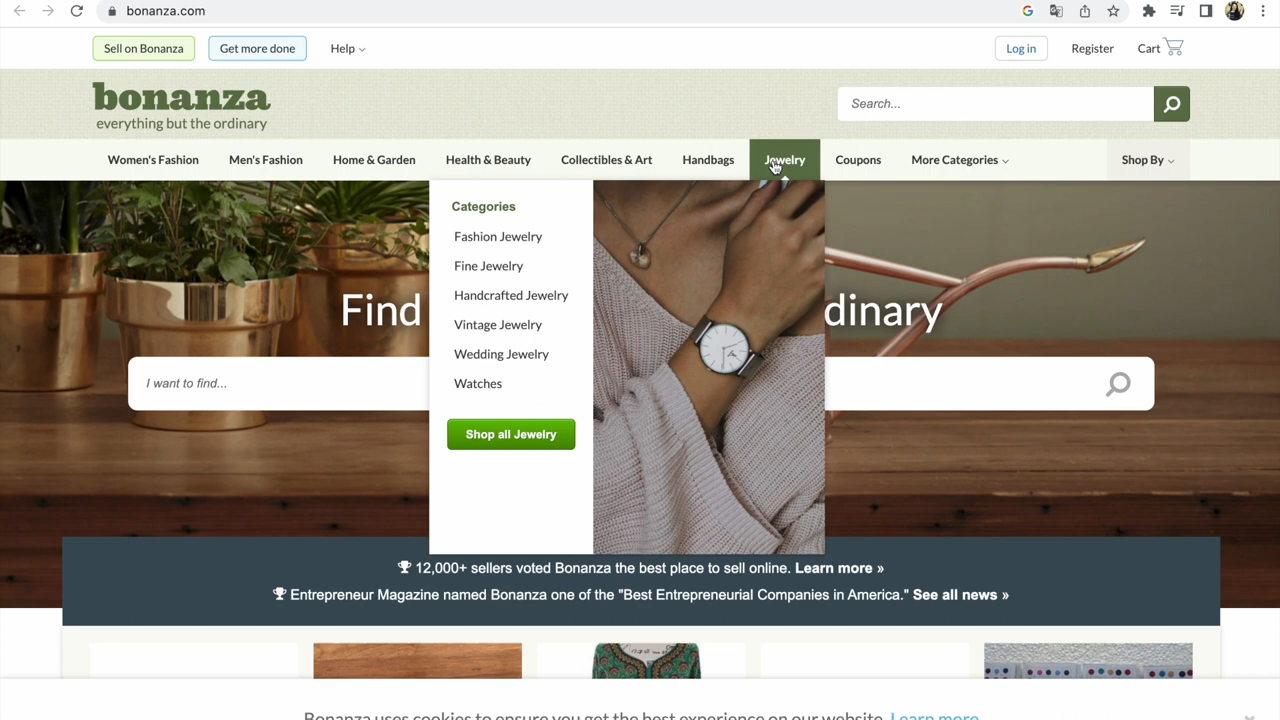 bonanza.com
Sell on Bonanza Get more done Help Log in Register Cart
bonanza
everything but the ordinary
Search...
Women's Fashion Men's Fashion Home & Garden Health & Beauty Collectibles & Art Handbags Jewelry Coupons More Categories Shop By
Categories
Fashion Jewelry
Fine Jewelry
Handcrafted Jewelry
Vintage Jewelry
Wedding Jewelry
Watches
Shop all Jewelry
Find dinary
I want to find...
12,000+ sellers voted Bonanza the best place to sell online. Learn more »
Entrepreneur Magazine named Bonanza one of the "Best Entrepreneurial Companies in America." See all news »
Bonanza uses cookies to ensure you get the best experience on our website. Learn more